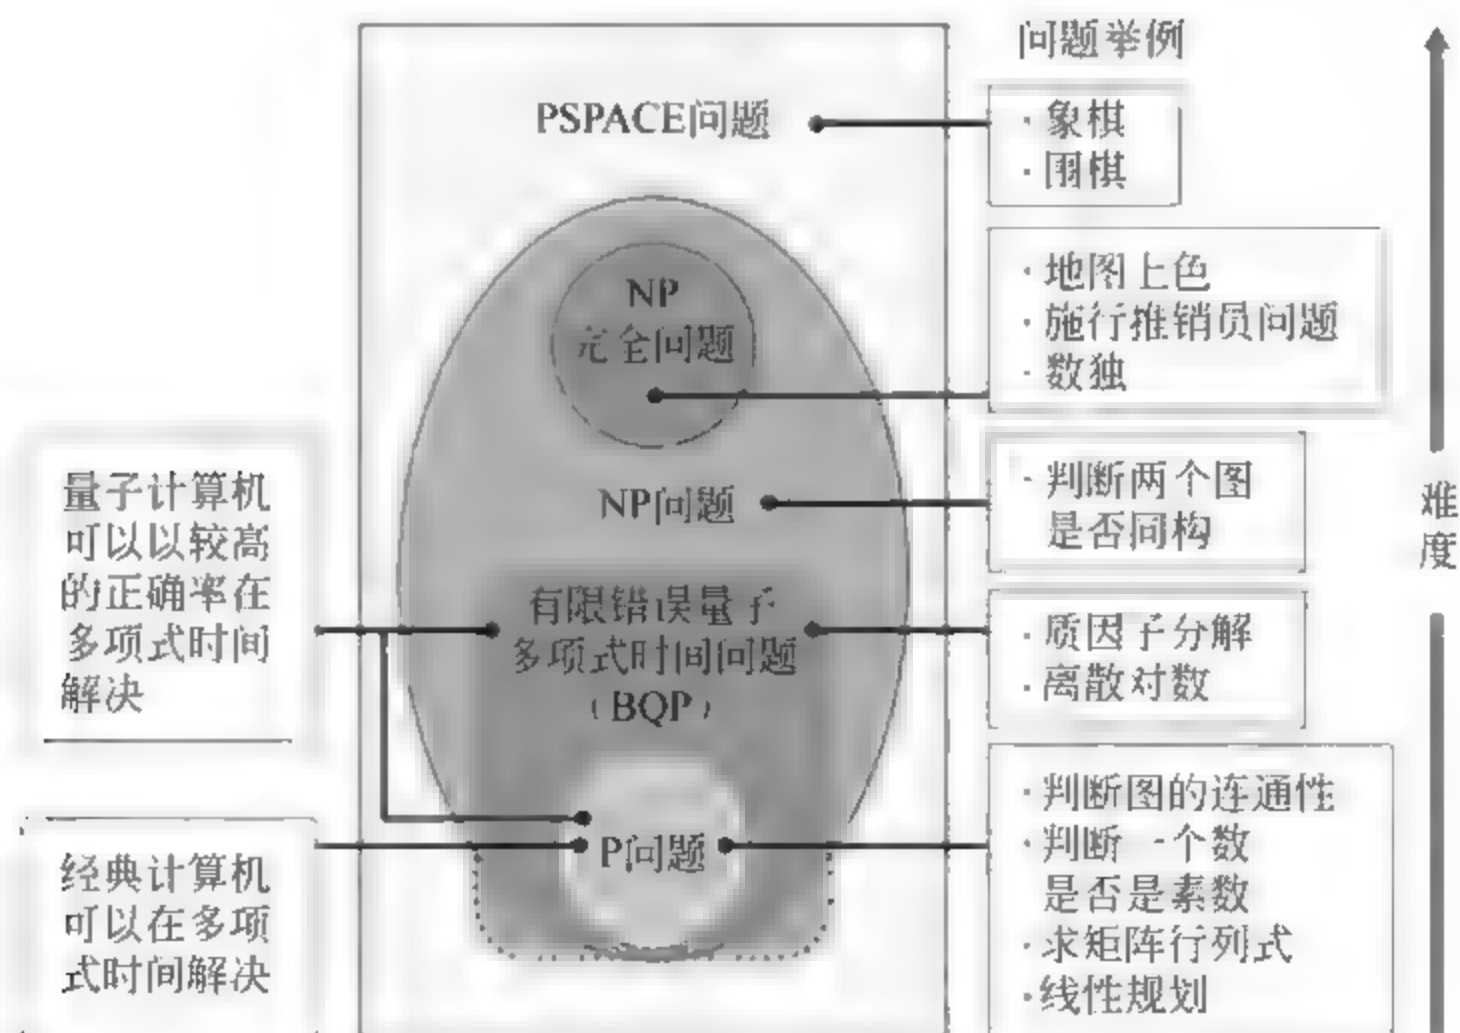 问题举例
PSPACE问题
· 象棋
· 围棋
NP
完全问题
· 地图上色
· 施行推销员问题
· 数独
NP问题
· 判断两个图
是否同构
难
度
量子计算机
可以以较高
的正确率在
多项式时间
解决
有限错误量子
多项式时间问题
(BQP)
· 质因子分解
· 离散对数
P问题
· 判断图的连通性
· 判断一个数
是否是素数
· 求矩阵行列式
· 线性规划
经典计算机
可以在多项
式时间解决